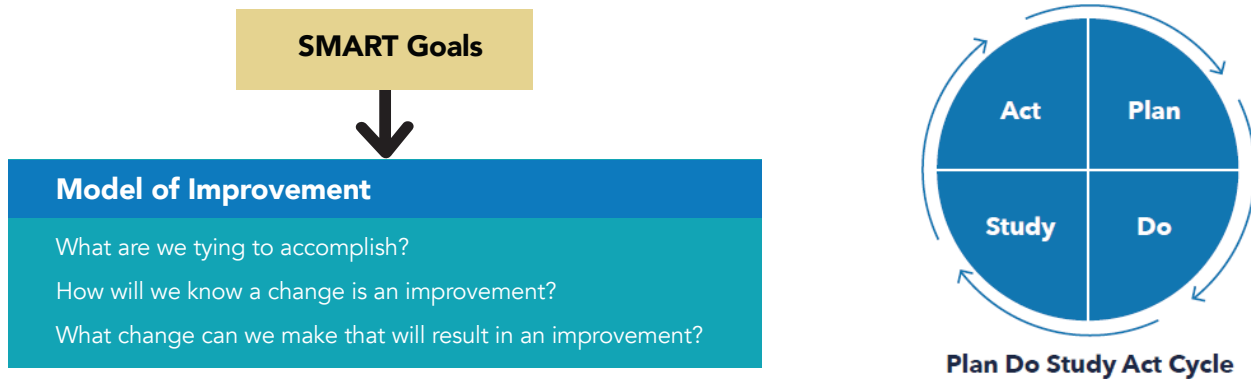 SMART Goals
Model of Improvement
What are we tying to accomplish?
How will we know a change is an improvement?
What change can we make that will result in an improvement?
Act
Plan
Study
Do
Plan Do Study Act Cycle